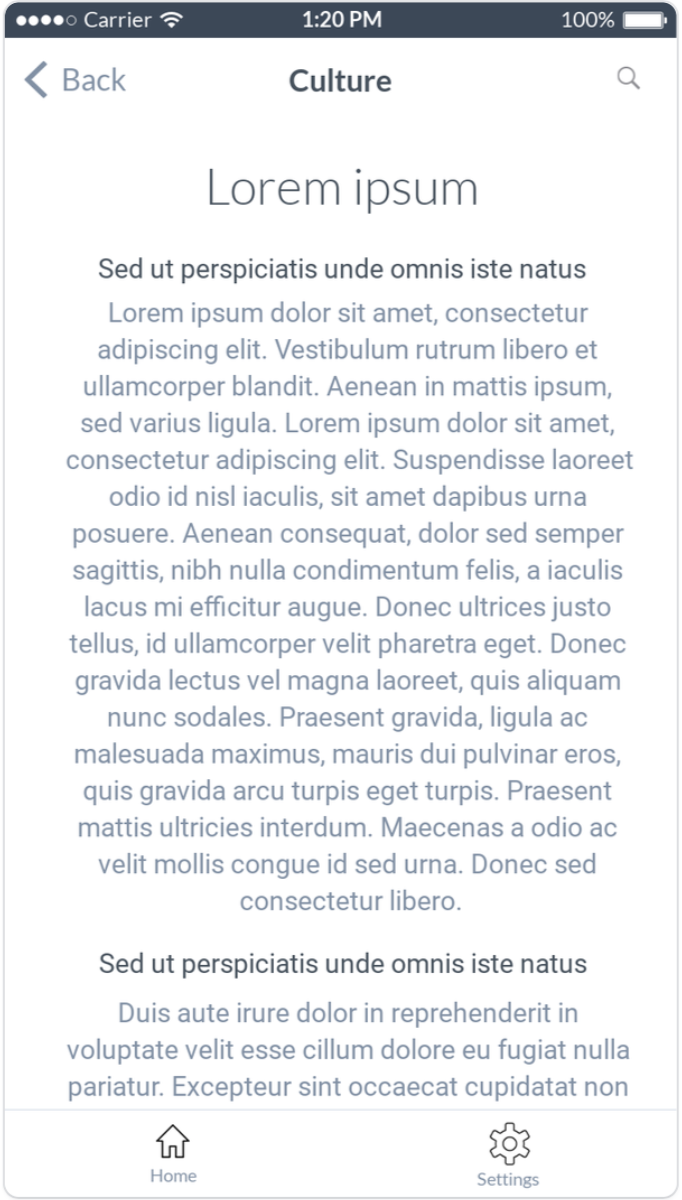 Carrier 1:20 PM 100%
Back Culture
Lorem ipsum
Sed ut perspiciatis unde omnis iste natus
Lorem ipsum dolor sit amet, consectetur
adipiscing elit. Vestibulum rutrum libero et
ullamcorper blandit. Aenean in mattis ipsum,
sed varius ligula. Lorem ipsum dolor sit amet,
consectetur adipiscing elit. Suspendisse laoreet
odio id nisl iaculis, sit amet dapibus urna
posuere. Aenean consequat, dolor sed semper
sagittis, nibh nulla condimentum felis, a iaculis
lacus mi efficitur augue. Donec ultrices justo
tellus, id ullamcorper velit pharetra eget. Donec
gravida lectus vel magna laoreet, quis aliquam
nunc sodales. Praesent gravida, ligula ac
malesuada maximus, mauris dui pulvinar eros,
quis gravida arcu turpis eget turpis. Praesent
mattis ultricies interdum. Maecenas a odio ac
velit mollis congue id sed urna. Donec sed
consectetur libero.
Sed ut perspiciatis unde omnis iste natus
Duis aute irure dolor in reprehenderit in
voluptate velit esse cillum dolore eu fugiat nulla
pariatur. Excepteur sint occaecat cupidatat non
Home Settings